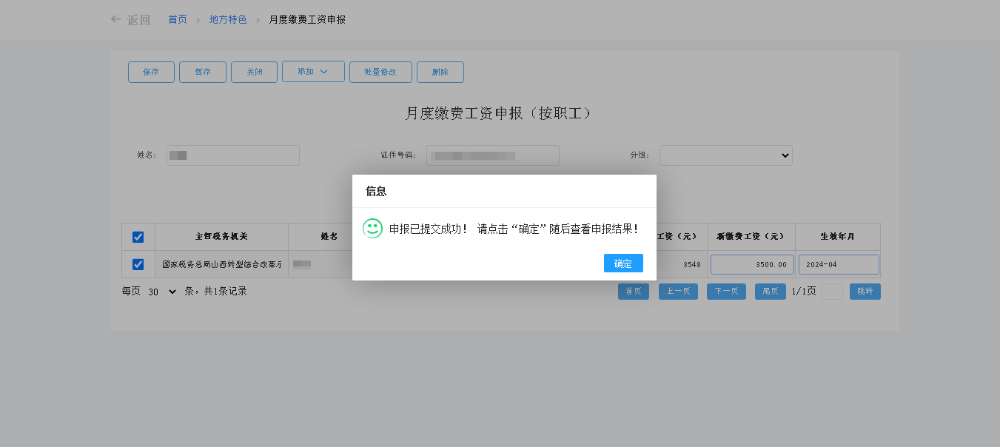 返回 首页 > 地方特色 > 月度缴费工资申报
保存 暂存 关闭 添加 批量修改 删除
月度缴费工资申报（按职工）
姓名： 证件号码： 分组：
信息
申报已提交成功！ 请点击“确定”随后查看申报结果！
确定
主管税务机关 姓名 工资（元） 新缴费工资（元） 生效年月
国家税务总局山西转型综合改革示 3548 3500.00 2024-04
每页 30 条，共1条记录 首页 上一页 下一页 尾页 1/1页 跳转